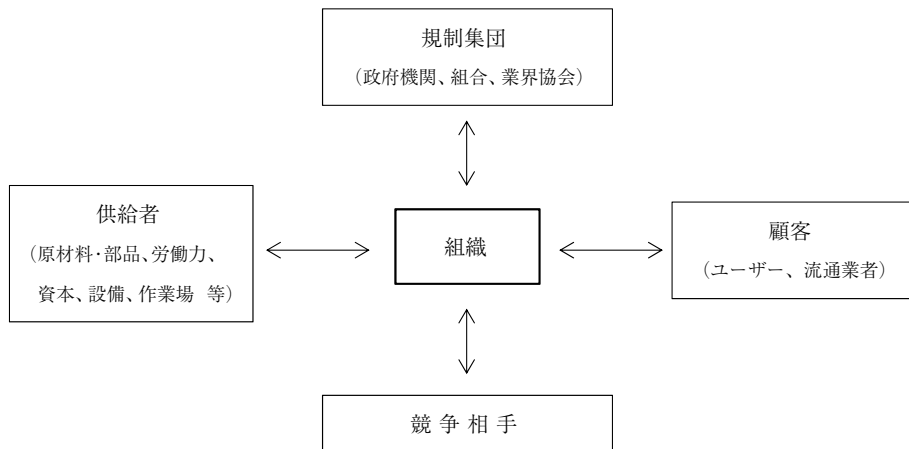 規制集団
（政府機関、組合、業界協会）
供給者
（原材料・部品、労働力、
資本、設備、作業場 等）
組織
顧客
（ユーザー、流通業者）
競争相手